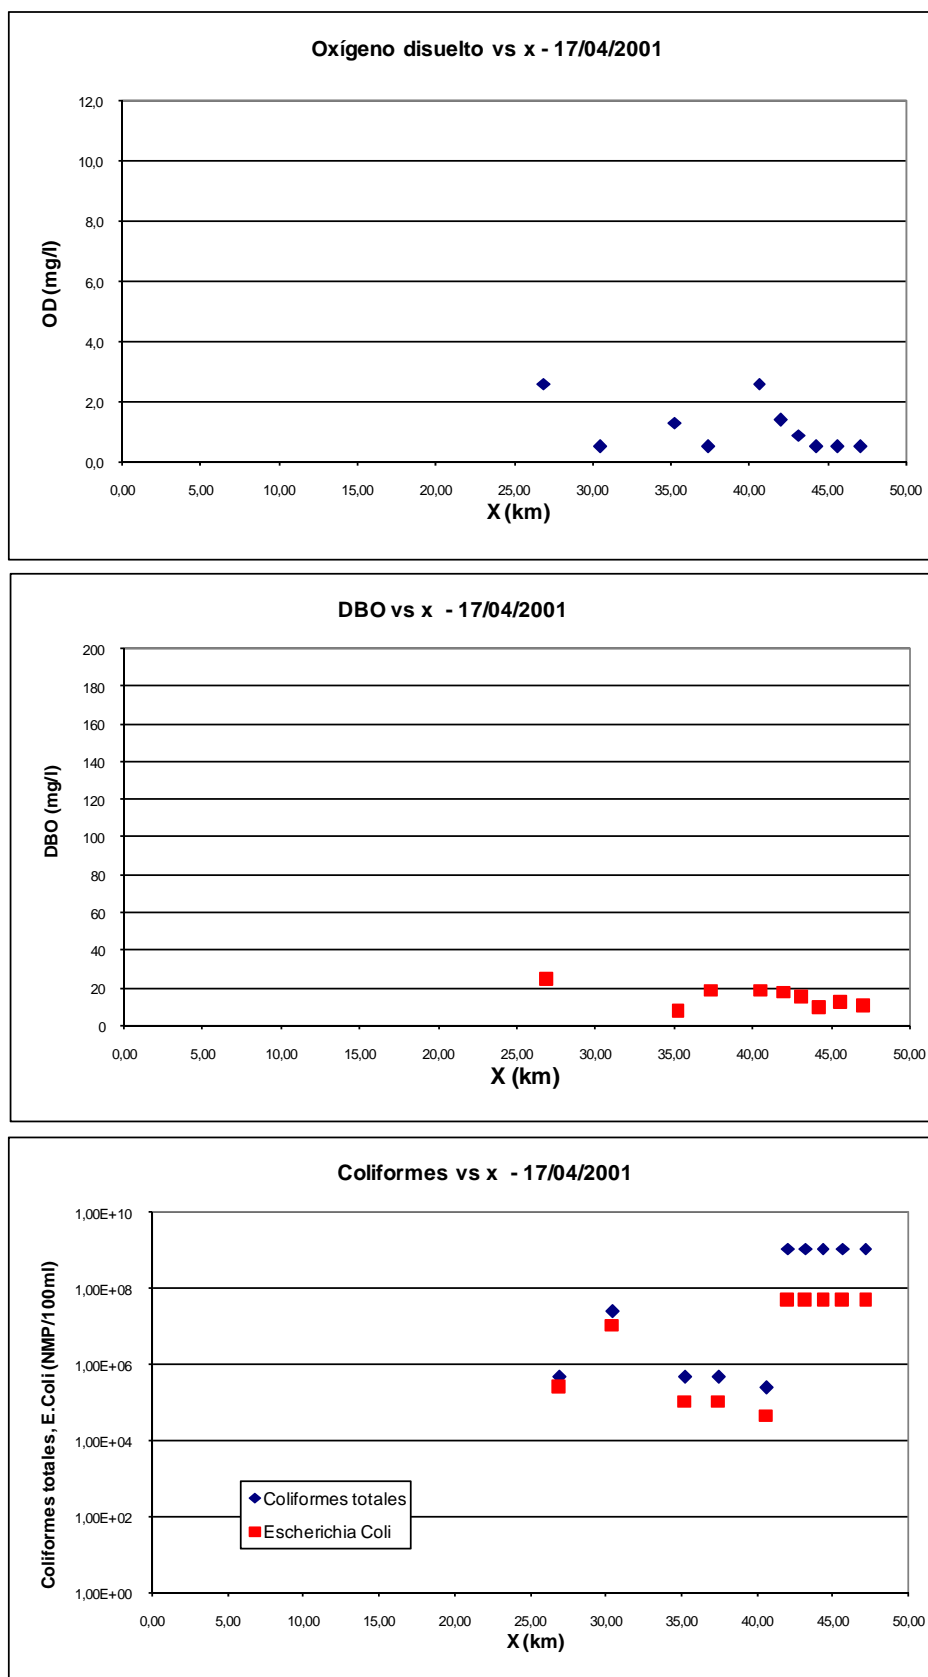 Oxígeno disuelto vs x - 17/04/2001
12,0
10,0
8,0
6,0
4,0
2,0
0,0
OD (mg/l)
0,00 5,00 10,00 15,00 20,00 25,00 30,00 35,00 40,00 45,00 50,00
X (km)
DBO vs x - 17/04/2001
200
180
160
140
120
100
80
60
40
20
0
DBO (mg/l)
0,00 5,00 10,00 15,00 20,00 25,00 30,00 35,00 40,00 45,00 50,00
X (km)
Coliformes vs x - 17/04/2001
1,00E+10
1,00E+08
1,00E+06
1,00E+04
1,00E+02
1,00E+00
Coliformes totales, E.Coli (NMP/100ml)
Coliformes totales
Escherichia Coli
0,00 5,00 10,00 15,00 20,00 25,00 30,00 35,00 40,00 45,00 50,00
X (km)